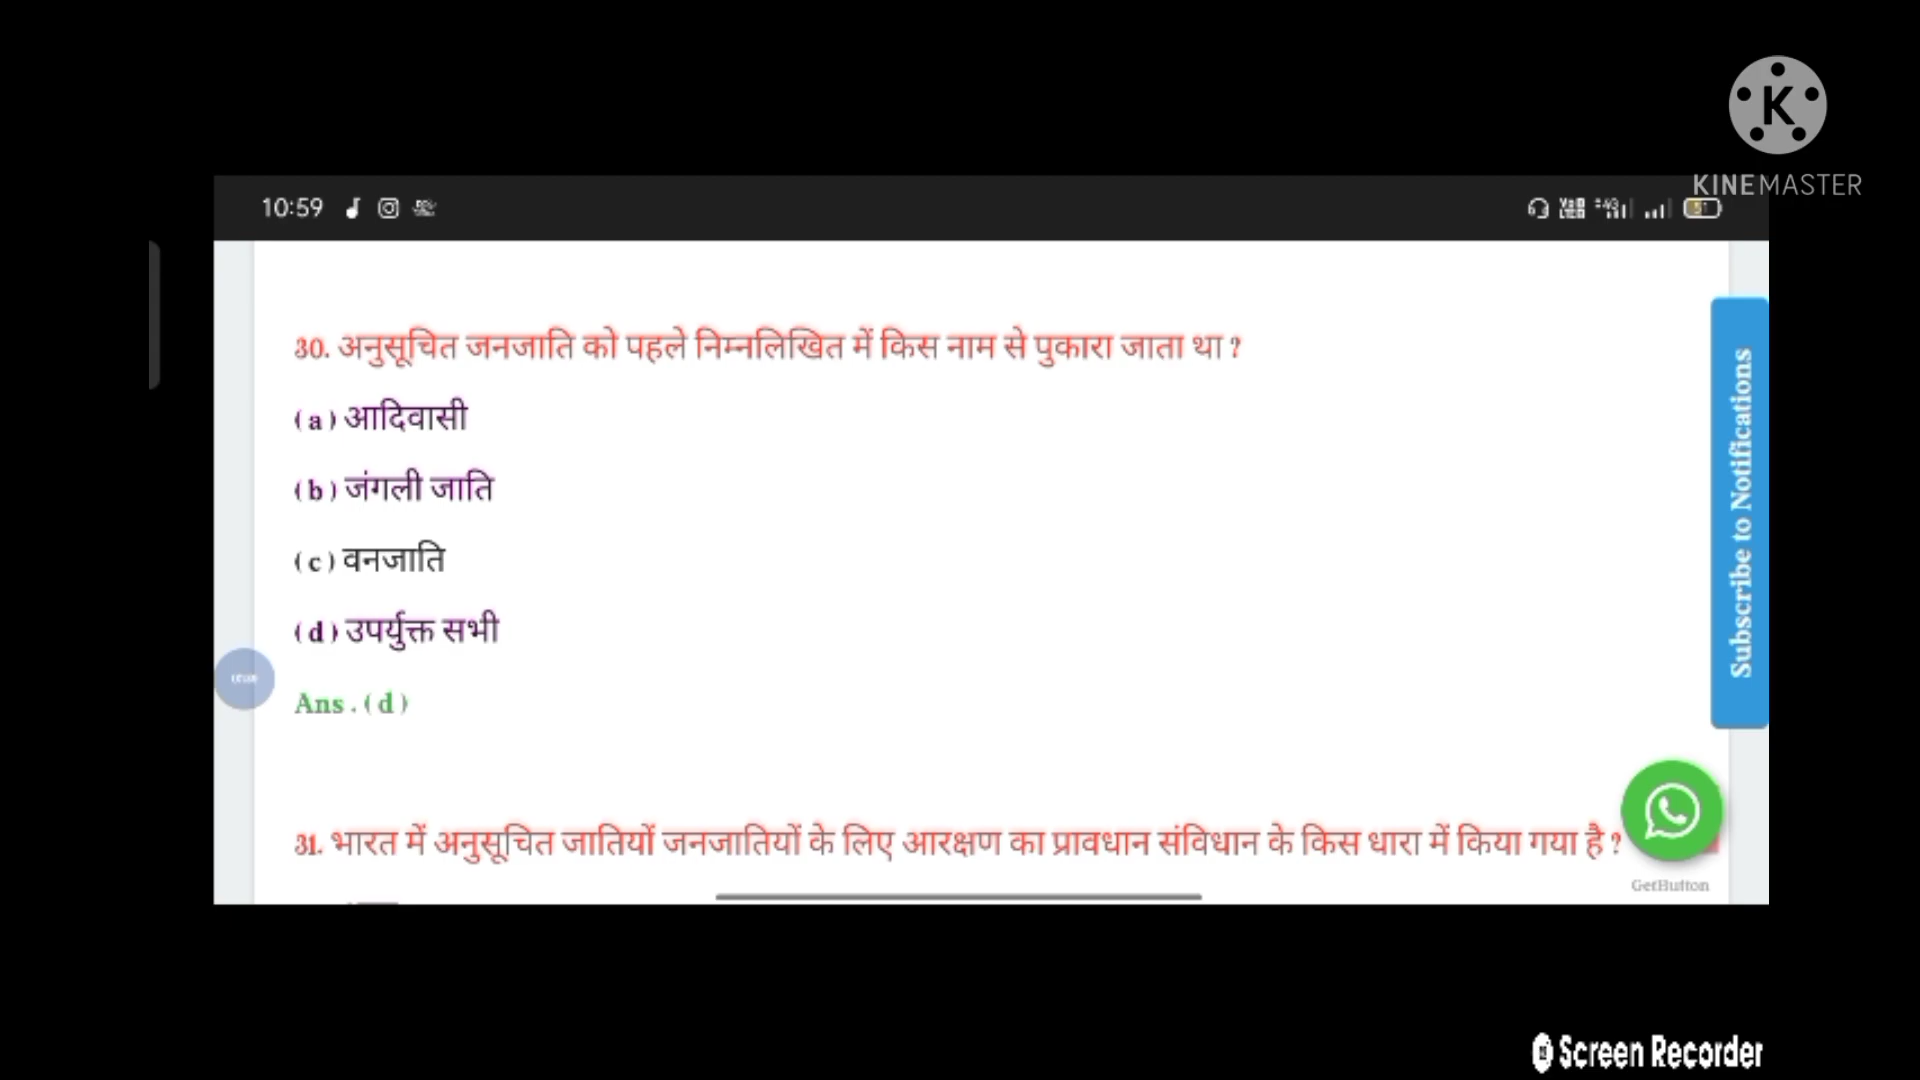 KINEMASTER
10:59
30. अनुसूचित जनजाति को पहले निम्नलिखित में किस नाम से पुकारा जाता था ?
( a ) आदिवासी
( b ) जंगली जाति
( c ) वनजाति
( d ) उपर्युक्त सभी
Ans . ( d )
31. भारत में अनुसूचित जातियों जनजातियों के लिए आरक्षण का प्रावधान संविधान के किस धारा में किया गया है ?
Subscribe to Notifications
GetButton
Screen Recorder